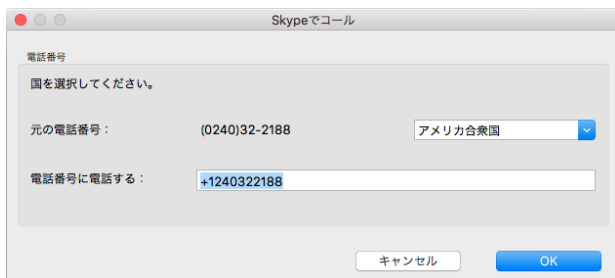 Skypeでコール
電話番号
国を選択してください。
元の電話番号： (0240)32-2188 アメリカ合衆国
電話番号に電話する： +1240322188
キャンセル OK